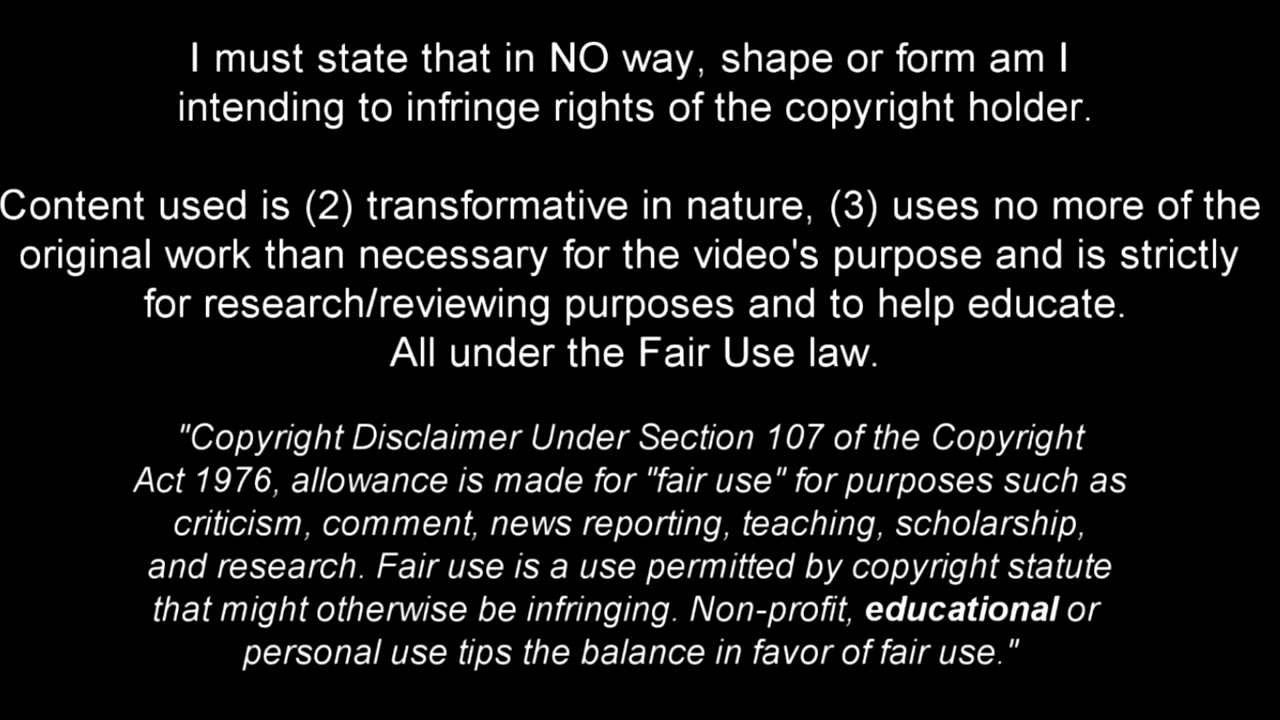 I must state that in NO way, shape or form am I
intending to infringe rights of the copyright holder.
Content used is (2) transformative in nature, (3) uses no more of the
original work than necessary for the video's purpose and is strictly
for research/reviewing purposes and to help educate.
All under the Fair Use law.
"Copyright Disclaimer Under Section 107 of the Copyright
Act 1976, allowance is made for "fair use" for purposes such as
criticism, comment, news reporting, teaching, scholarship,
and research. Fair use is a use permitted by copyright statute
that might otherwise be infringing. Non-profit, educational or
personal use tips the balance in favor of fair use."